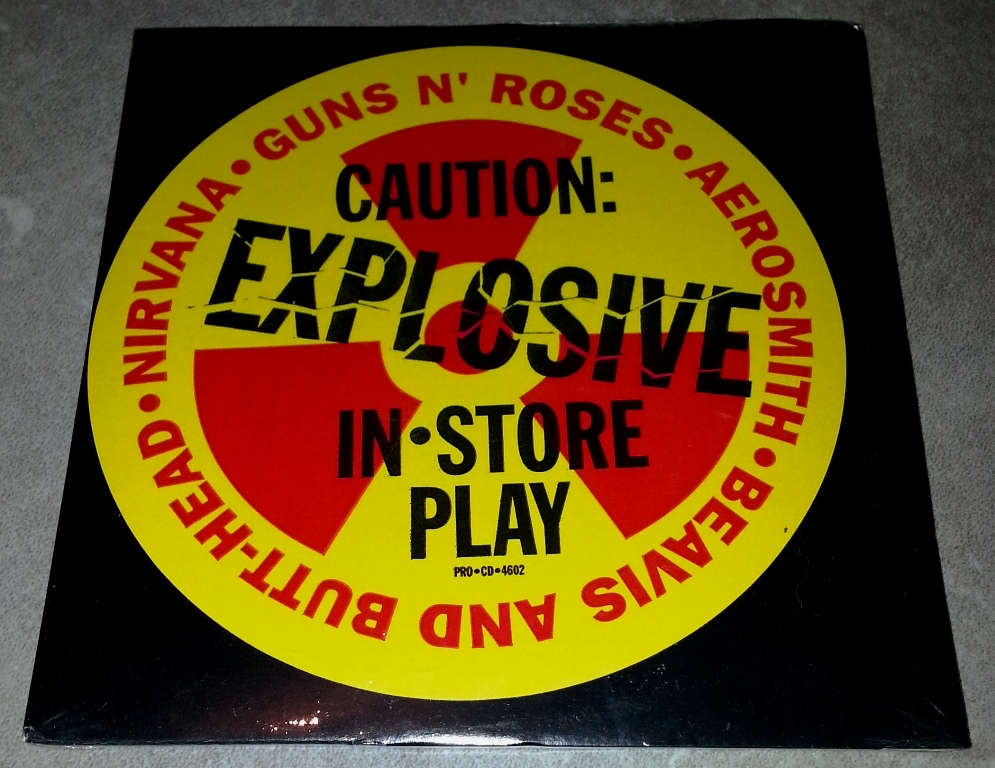 NIRVANA • GUNS N' ROSES • AEROSMITH • BEAVIS AND BUTT-HEAD •
CAUTION:
EXPLOSIVE
IN•STORE
PLAY
PRO•CD•4602